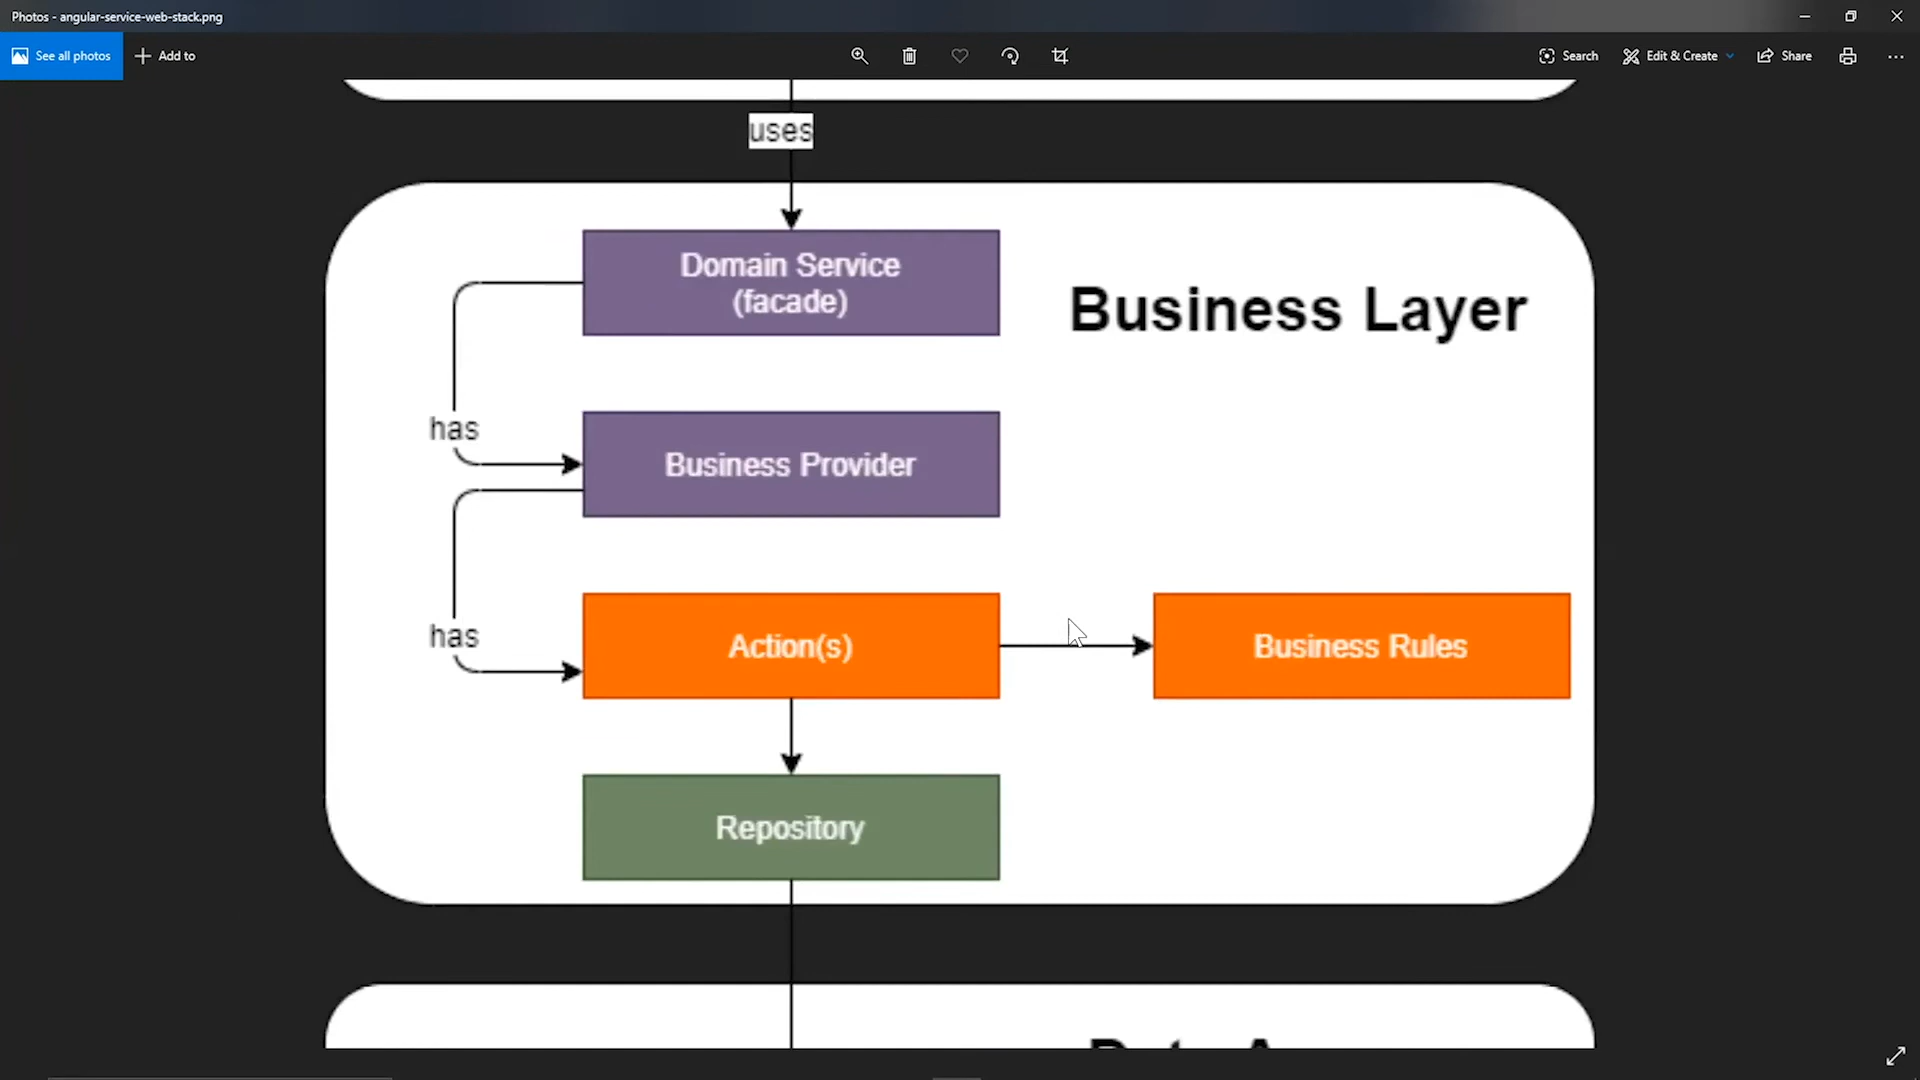 Photos - angular-service-web-stack.png
See all photos
Add to
Search
Edit & Create
Share
uses
Domain Service
(facade)
Business Layer
has
Business Provider
has
Action(s)
Business Rules
Repository